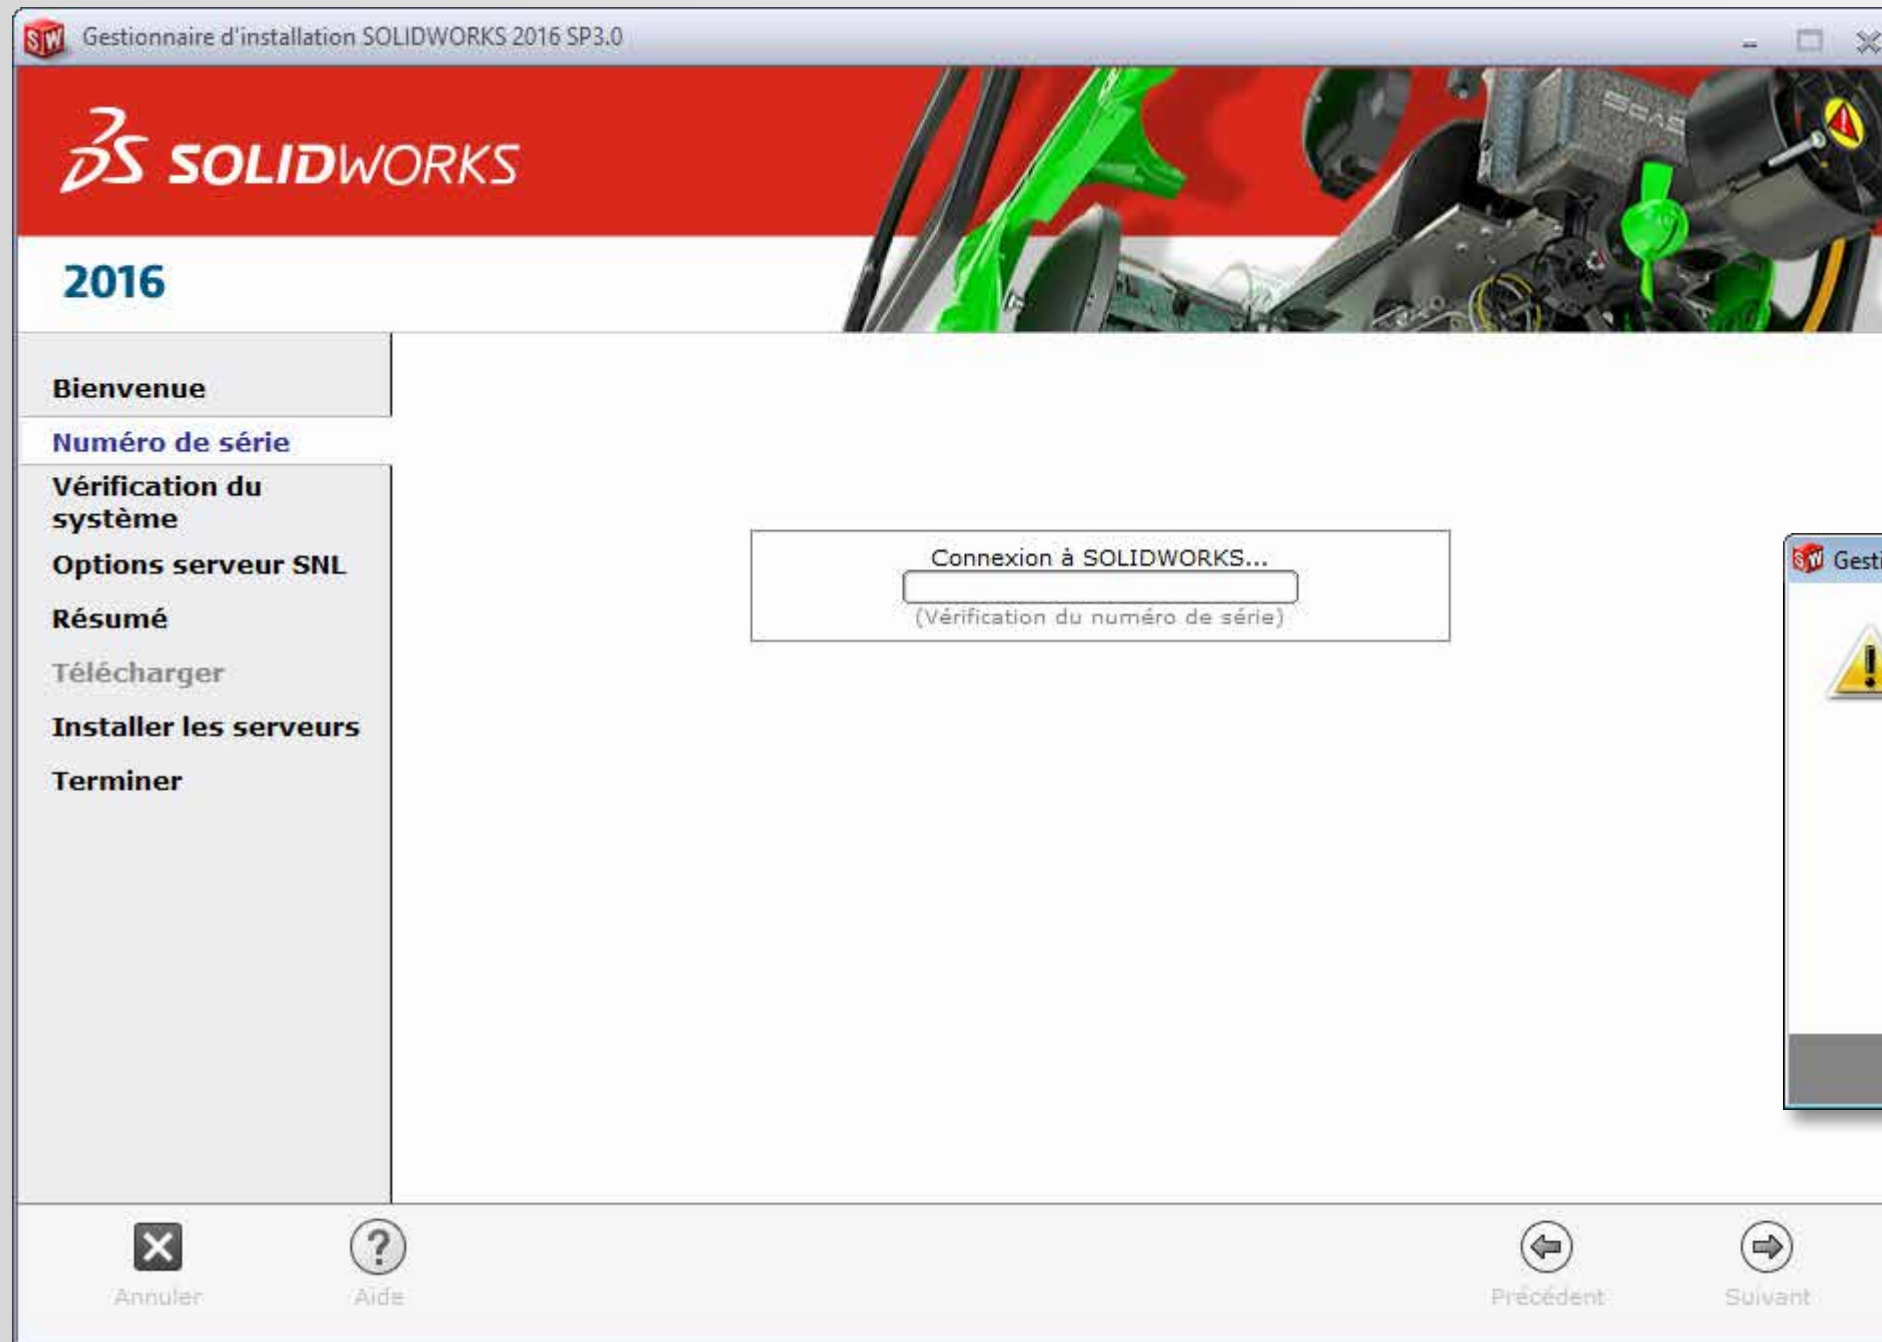 Gestionnaire d'installation SOLIDWORKS 2016 SP3.0
SOLIDWORKS
2016
Bienvenue
Numéro de série
Vérification du
système
Options serveur SNL
Résumé
Télécharger
Installer les serveurs
Terminer
Connexion à SOLIDWORKS...
(Vérification du numéro de série)
Gesti
Annuler
Aide
Précédent
Suivant